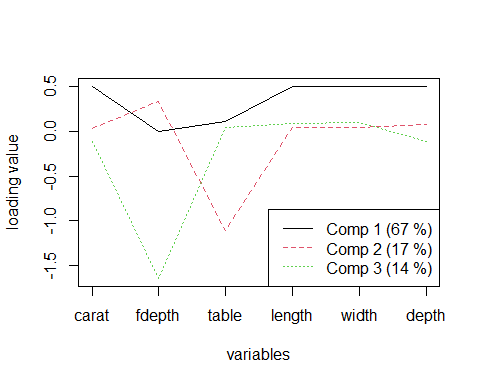 loading value
0.5
0.0
-0.5
-1.0
-1.5
Comp 1 (67 %)
Comp 2 (17 %)
Comp 3 (14 %)
carat fdepth table length width depth
variables